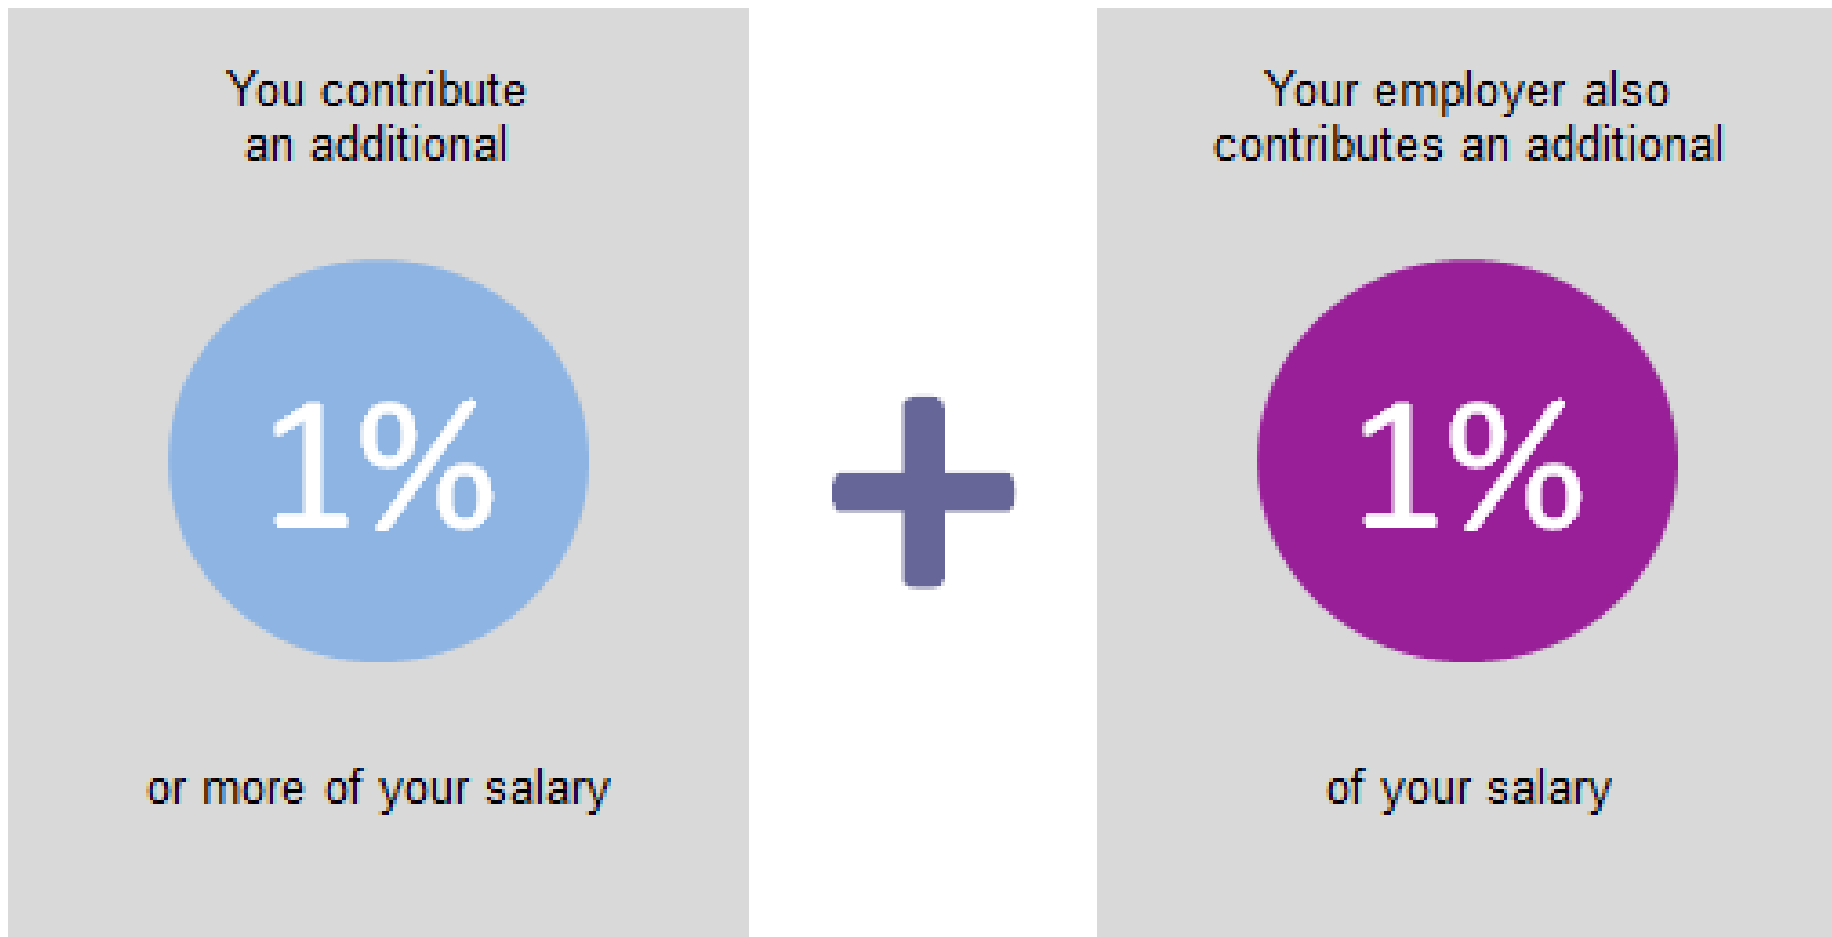 You contribute
an additional
1%
or more of your salary
+
Your employer also
contributes an additional
1%
of your salary